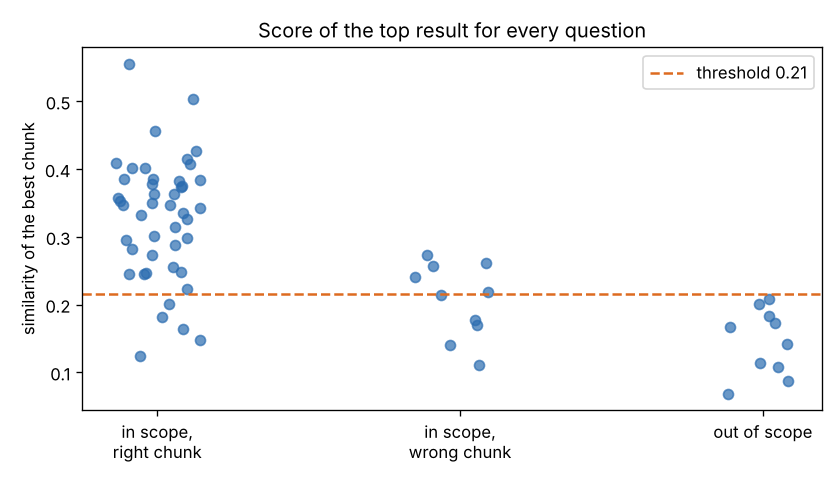 Score of the top result for every question
threshold 0.21
similarity of the best chunk
0.5
0.4
0.3
0.2
0.1
in scope,
right chunk
in scope,
wrong chunk
out of scope